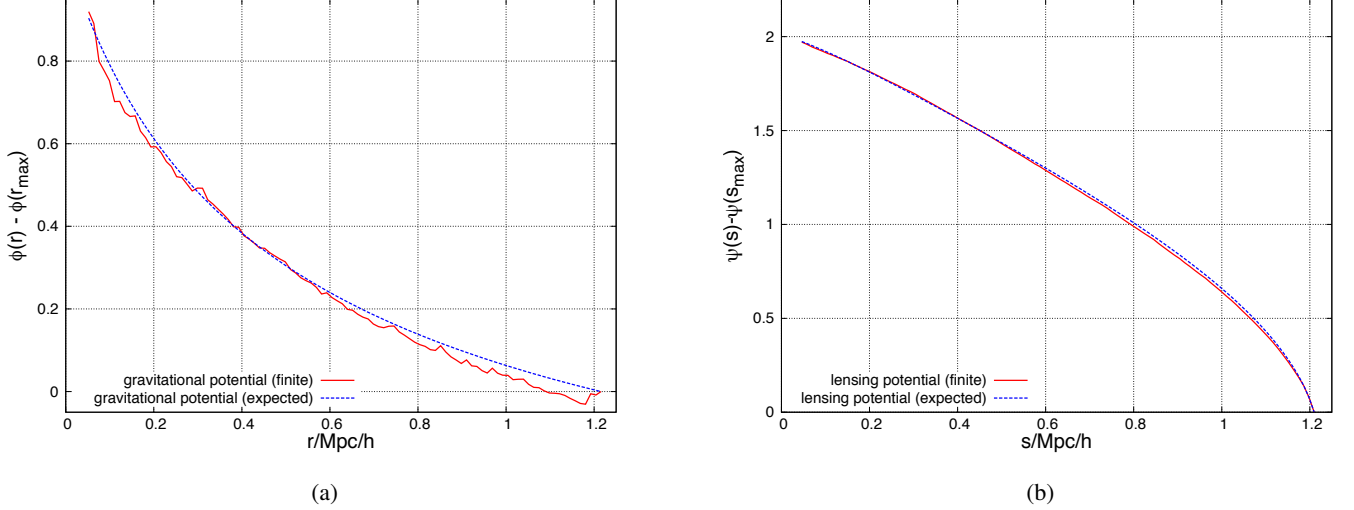 0.8
0.6
0.4
0.2
0
0 0.2 0.4 0.6 0.8 1 1.2
ϕ(r) - ϕ(r_max)
r/Mpc/h
gravitational potential (finite)
gravitational potential (expected)
(a)
2
1.5
1
0.5
0
0 0.2 0.4 0.6 0.8 1 1.2
ψ(s)-ψ(s_max)
s/Mpc/h
lensing potential (finite)
lensing potential (expected)
(b)